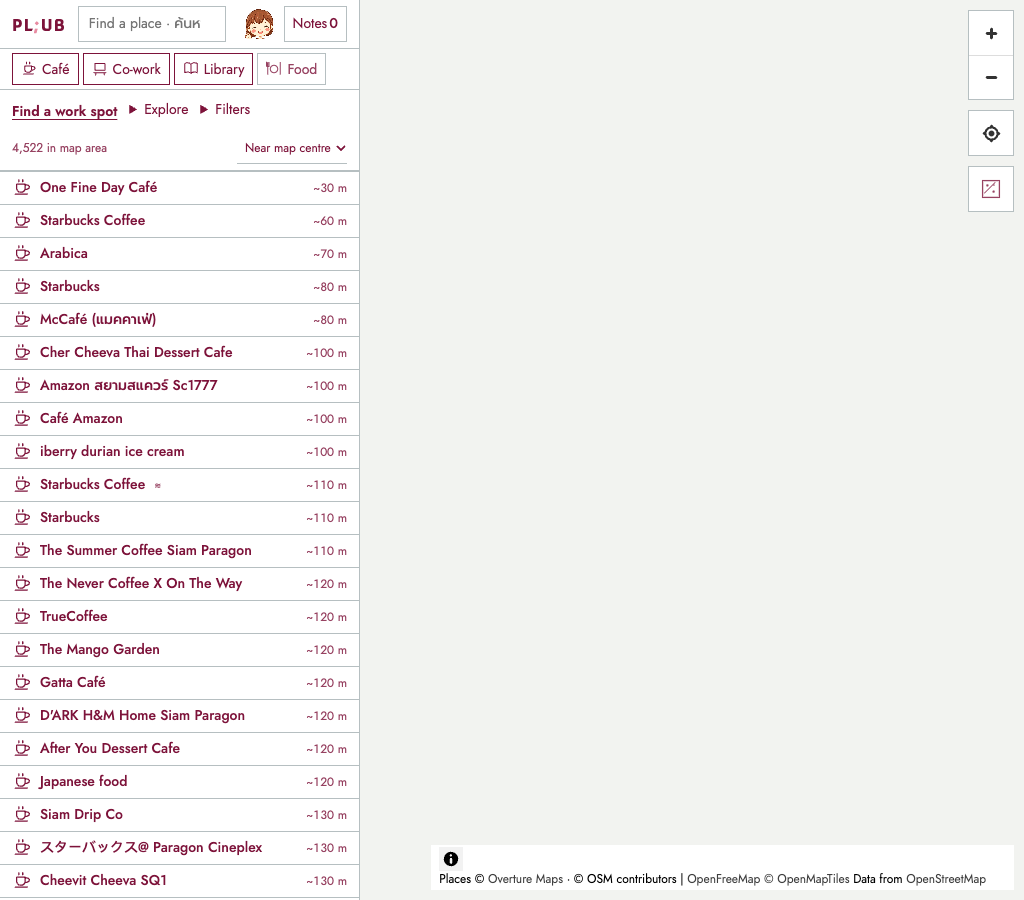 PL;UB
Find a place · ค้นห
Notes 0
Café
Co-work
Library
Food
Find a work spot
Explore
Filters
4,522 in map area
Near map centre
One Fine Day Café ~30 m
Starbucks Coffee ~60 m
Arabica ~70 m
Starbucks ~80 m
McCafé (แมคคาเฟ่) ~80 m
Cher Cheeva Thai Dessert Cafe ~100 m
Amazon สยามสแควร์ Sc1777 ~100 m
Café Amazon ~100 m
iberry durian ice cream ~100 m
Starbucks Coffee ≈ ~110 m
Starbucks ~110 m
The Summer Coffee Siam Paragon ~110 m
The Never Coffee X On The Way ~120 m
TrueCoffee ~120 m
The Mango Garden ~120 m
Gatta Café ~120 m
D'ARK H&M Home Siam Paragon ~120 m
After You Dessert Cafe ~120 m
Japanese food ~120 m
Siam Drip Co ~130 m
スターバックス@ Paragon Cineplex ~130 m
Cheevit Cheeva SQ1 ~130 m
Places © Overture Maps · © OSM contributors | OpenFreeMap © OpenMapTiles Data from OpenStreetMap